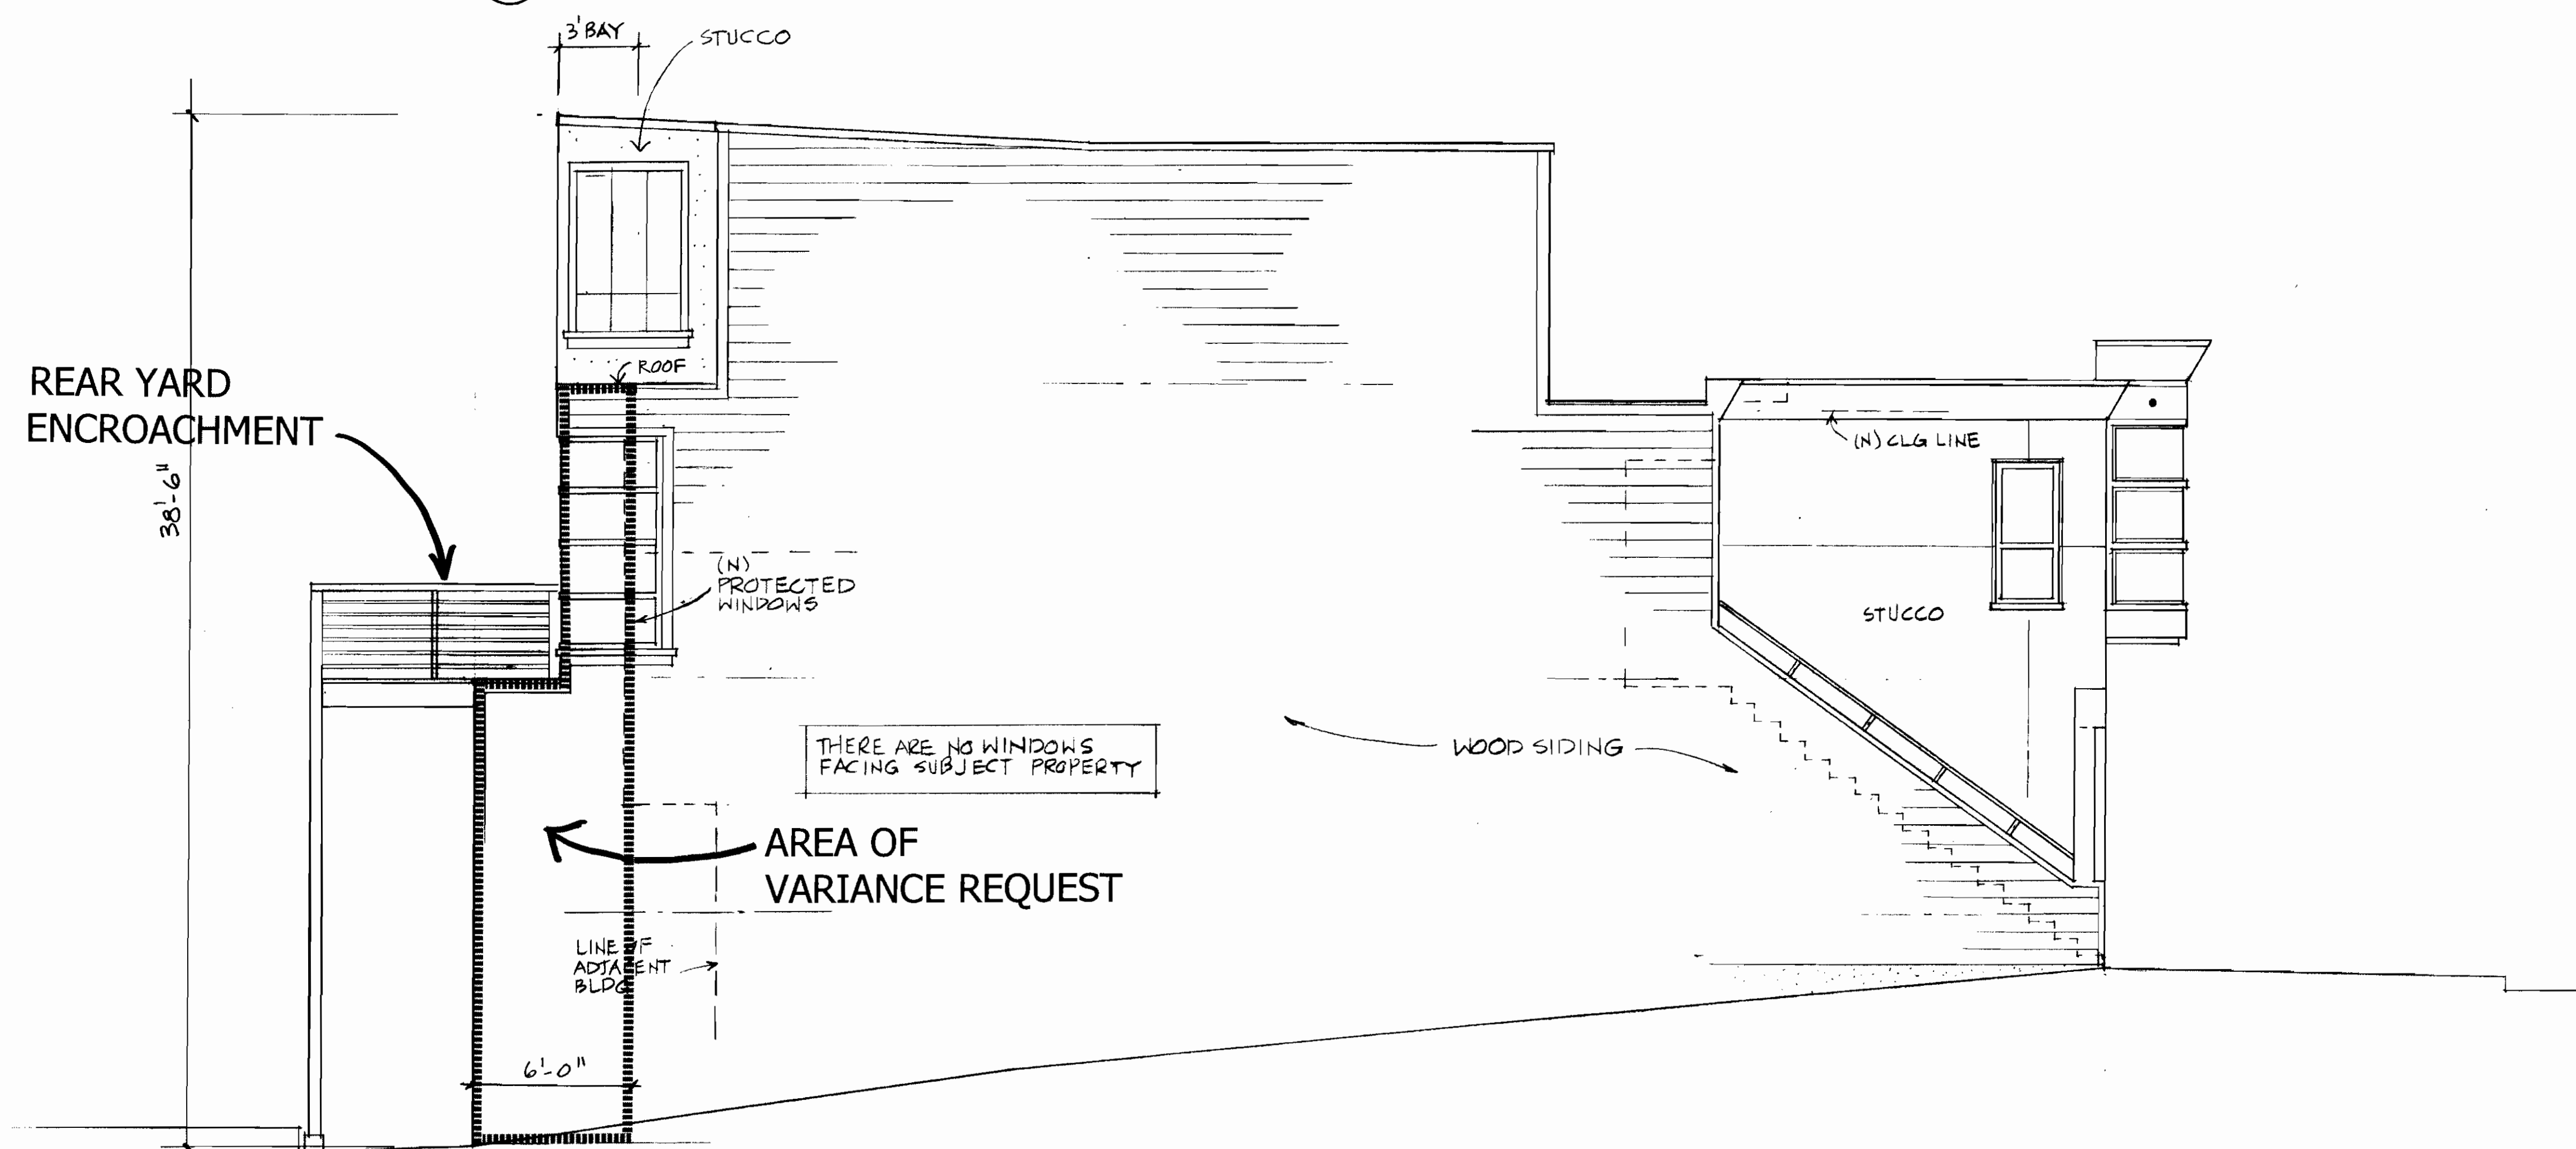 3' BAY
STUCCO
ROOF
REAR YARD
ENCROACHMENT
38'-6"
(N) CLG LINE
(N)
PROTECTED
WINDOWS
STUCCO
THERE ARE NO WINDOWS
FACING SUBJECT PROPERTY
WOOD SIDING
AREA OF
VARIANCE REQUEST
LINE OF
ADJACENT
BLDG
6'-0"